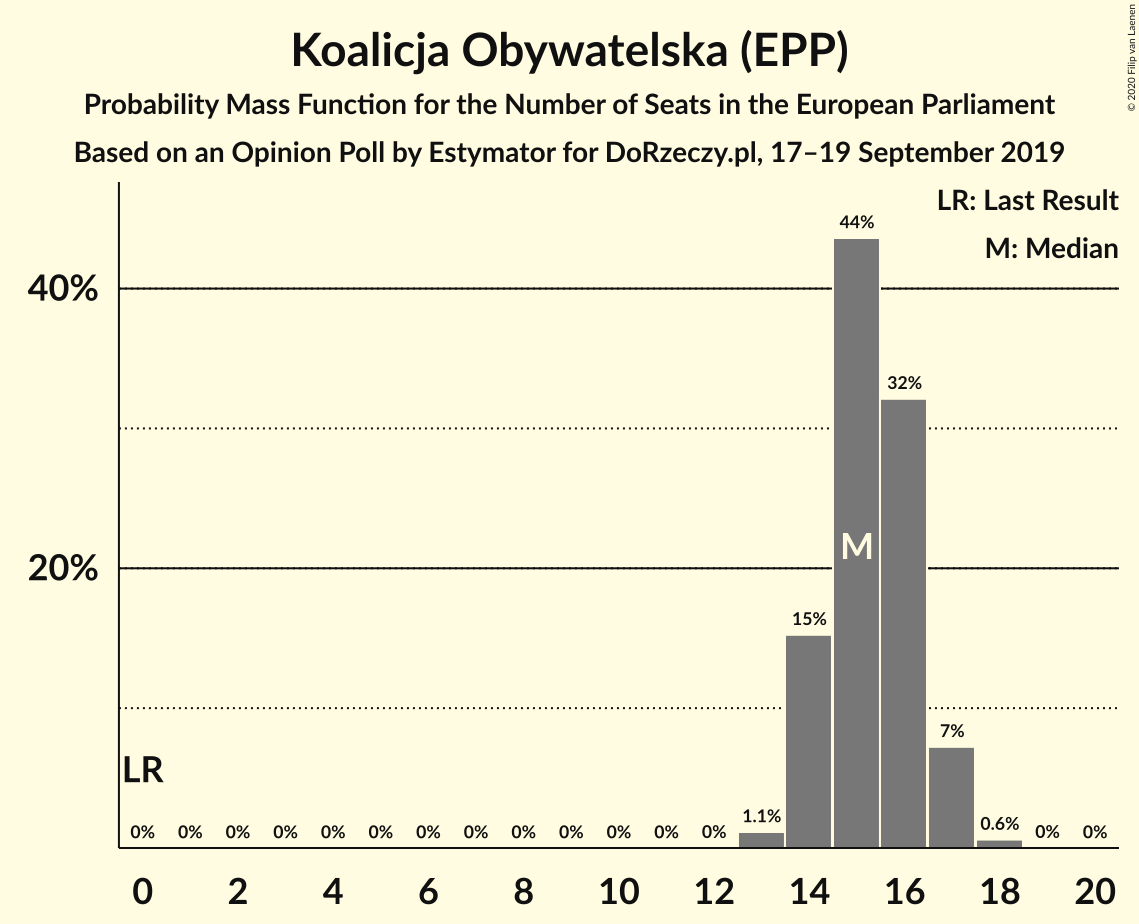 Koalicja Obywatelska (EPP)
Probability Mass Function for the Number of Seats in the European Parliament
Based on an Opinion Poll by Estymator for DoRzeczy.pl, 17–19 September 2019
© 2020 Filip van Laenen
LR: Last Result
M: Median
44%
40%
32%
M
20%
15%
7%
LR
0% 0% 0% 0% 0% 0% 0% 0% 0% 0% 0% 0% 0% 1.1% 0.6% 0% 0%
0 2 4 6 8 10 12 14 16 18 20